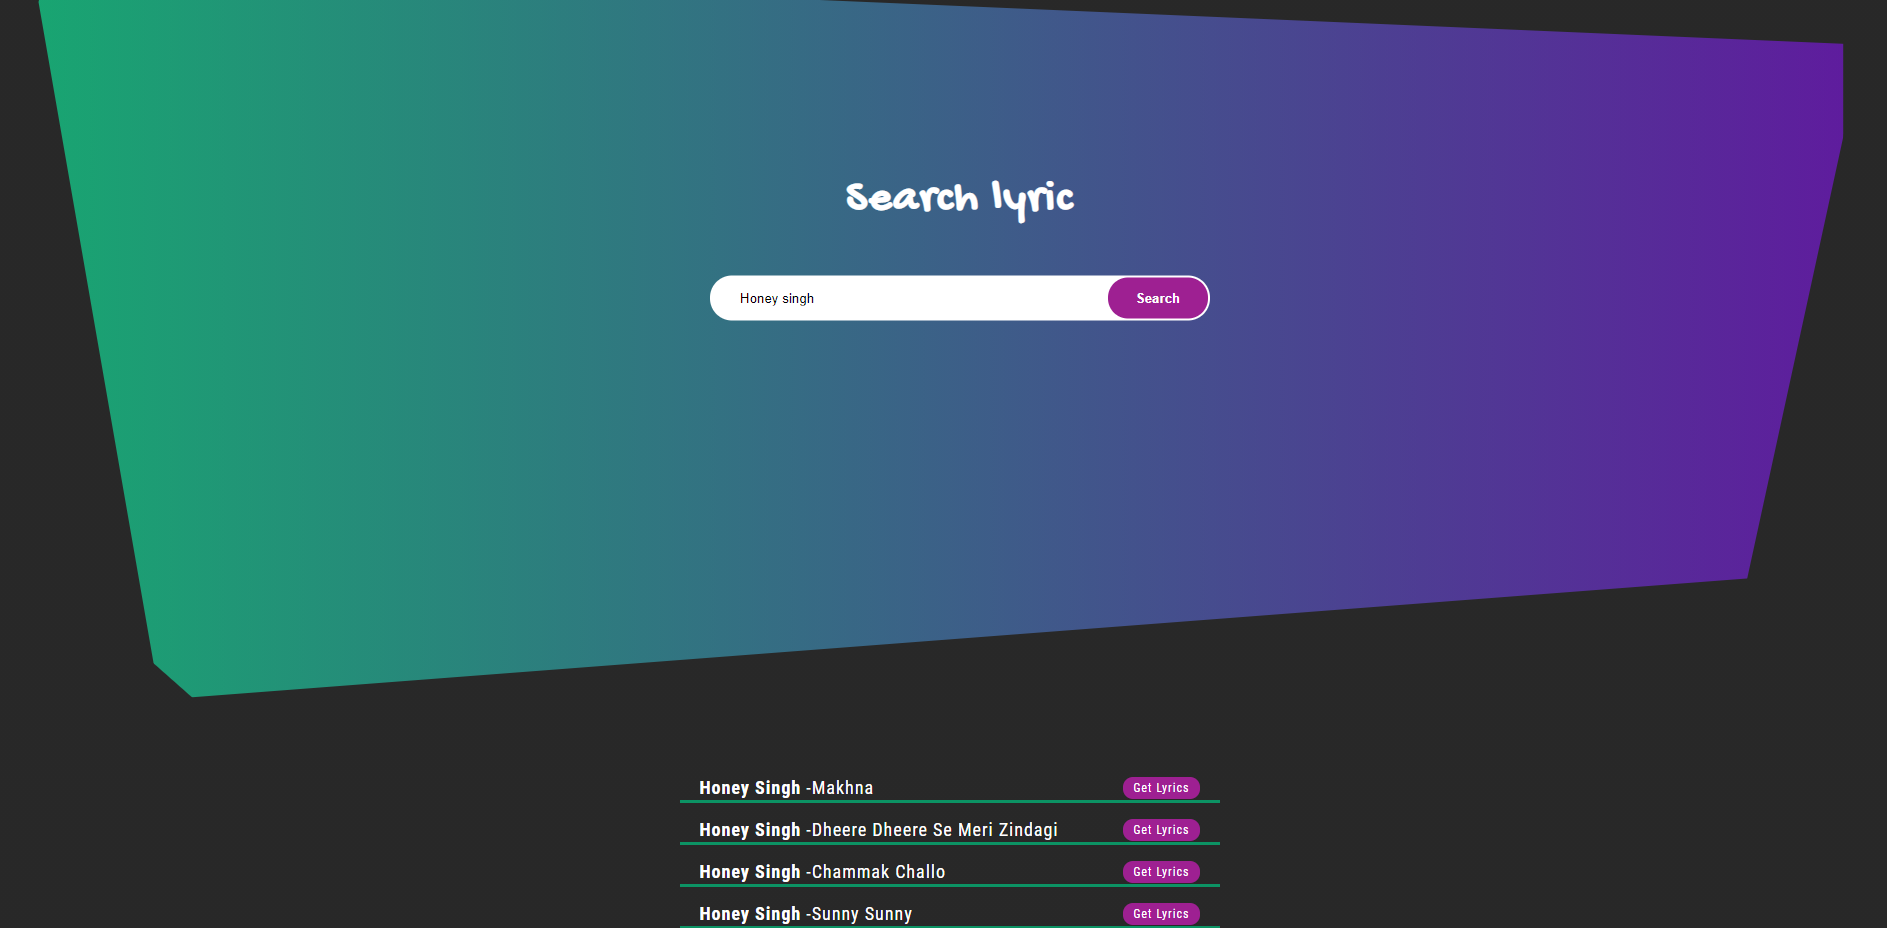 Search lyric
Honey singh Search
Honey Singh -Makhna Get Lyrics
Honey Singh -Dheere Dheere Se Meri Zindagi Get Lyrics
Honey Singh -Chammak Challo Get Lyrics
Honey Singh -Sunny Sunny Get Lyrics